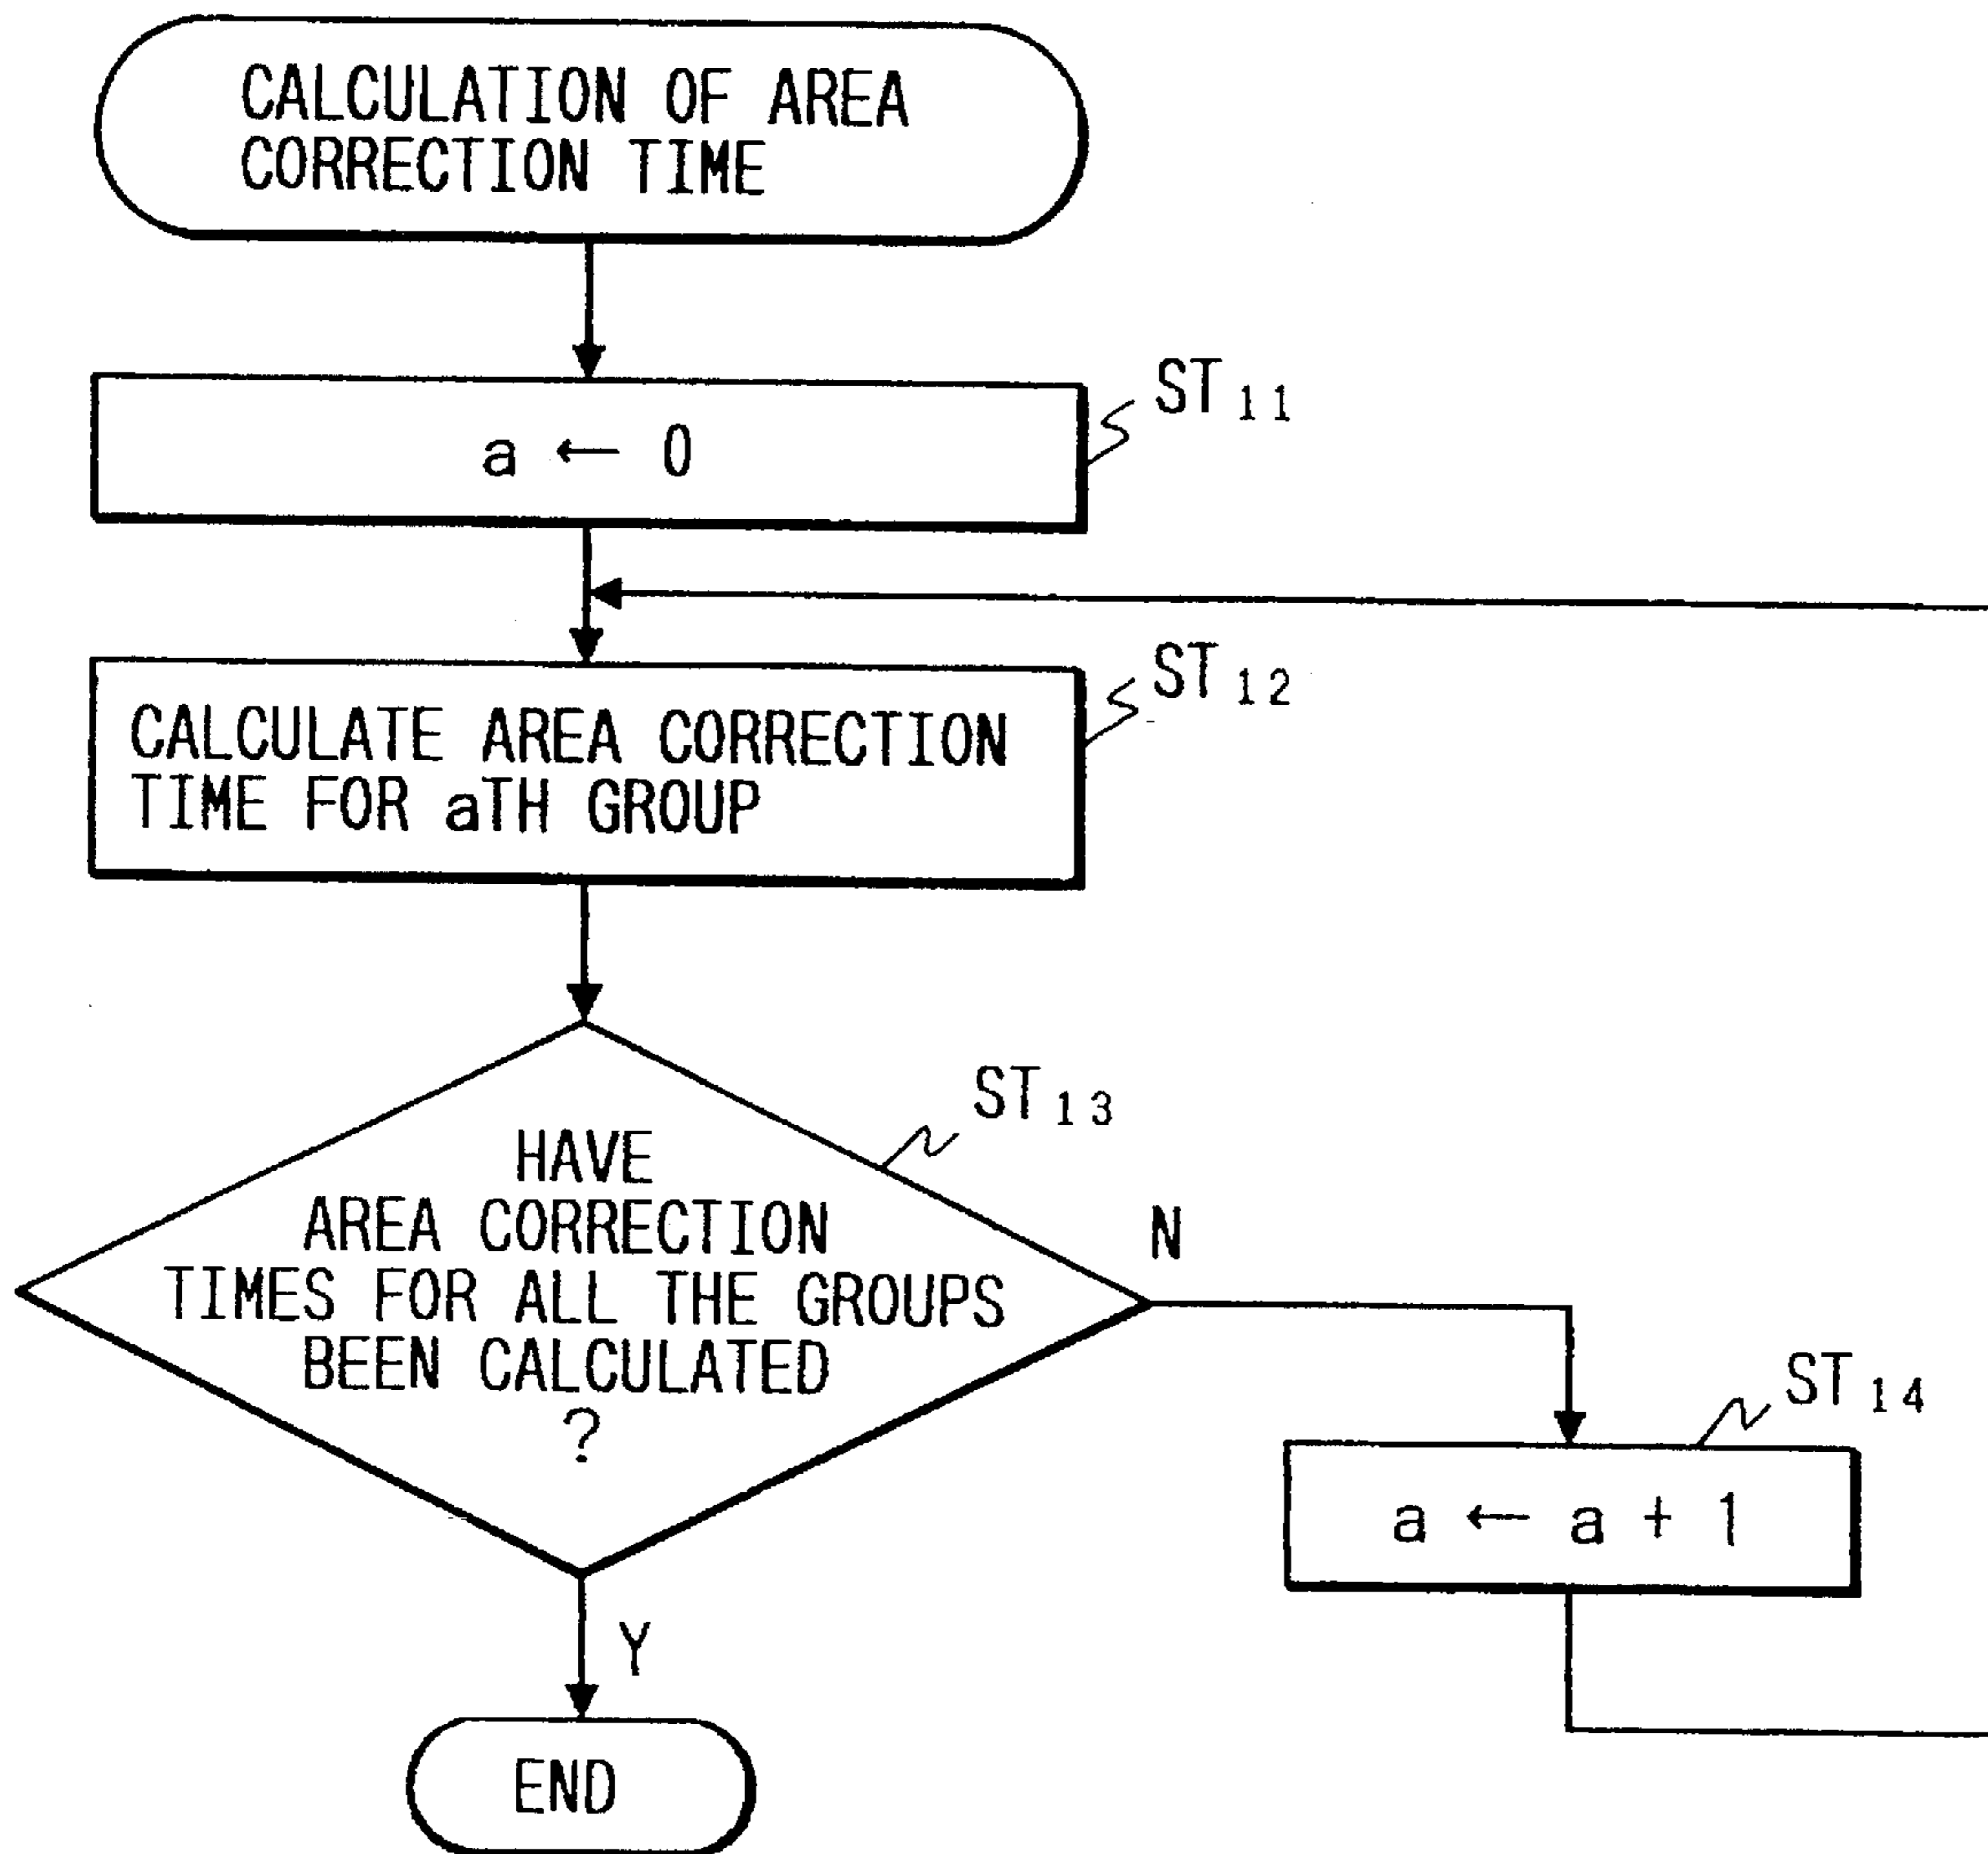 CALCULATION OF AREA
CORRECTION TIME
ST₁₁
a ← 0
ST₁₂
CALCULATE AREA CORRECTION
TIME FOR aTH GROUP
ST₁₃
HAVE
AREA CORRECTION
TIMES FOR ALL THE GROUPS
BEEN CALCULATED
?
N
ST₁₄
a ← a + 1
Y
END